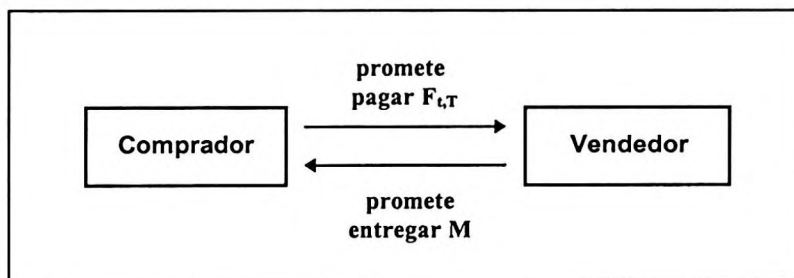 promete
pagar F_{t,T}
Comprador
Vendedor
promete
entregar M